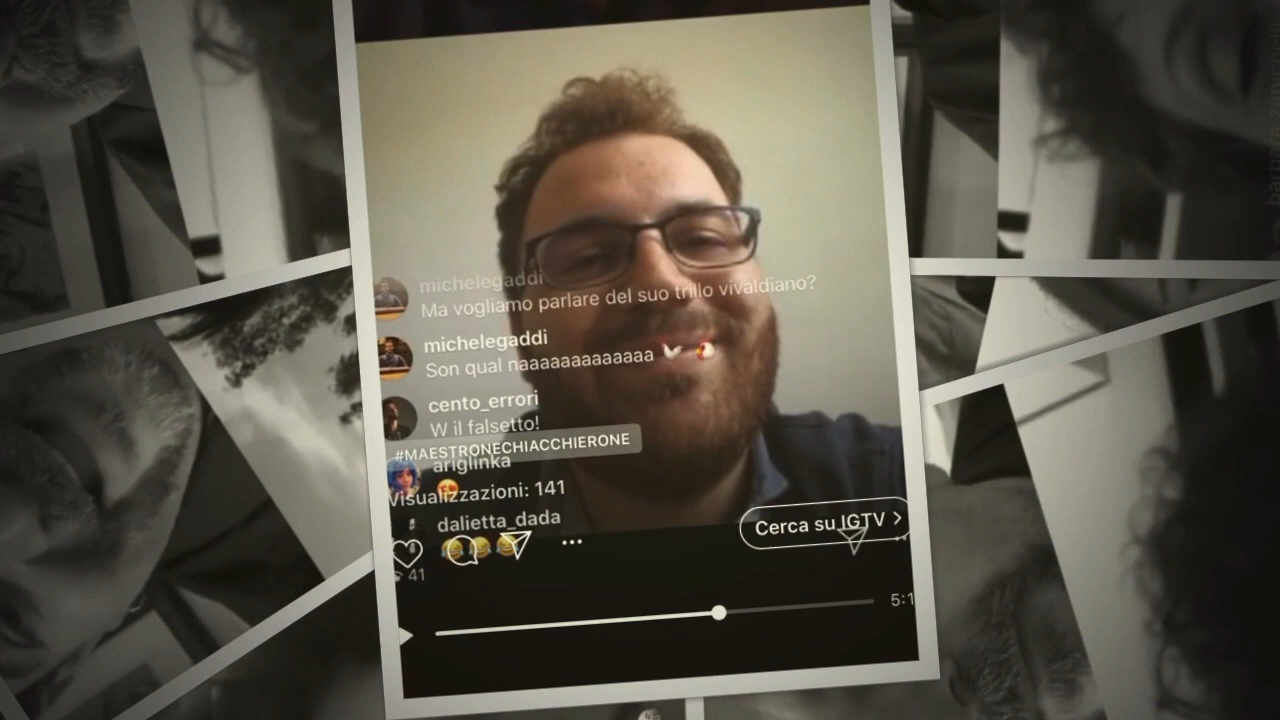 michelegaddi
Ma vogliamo parlare del suo trillo vivaldiano?
michelegaddi
Son qual naaaaaaaaaaaaa
cento_errori
W il falsetto!
#MAESTRONECHIACCHIERONE
ariglinka
Visualizzazioni: 141
dalietta_dada
Cerca su IGTV
41